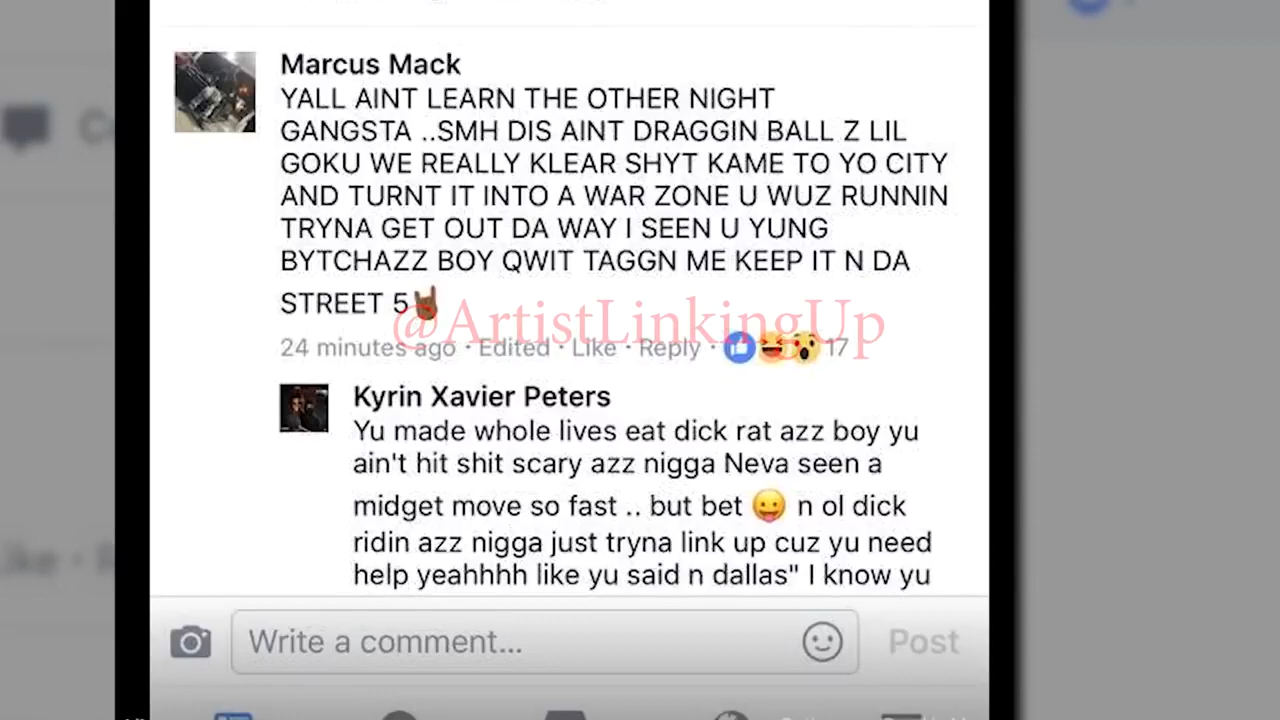 Marcus Mack
YALL AINT LEARN THE OTHER NIGHT
GANGSTA ..SMH DIS AINT DRAGGIN BALL Z LIL
GOKU WE REALLY KLEAR SHYT KAME TO YO CITY
AND TURNT IT INTO A WAR ZONE U WUZ RUNNIN
TRYNA GET OUT DA WAY I SEEN U YUNG
BYTCHAZZ BOY QWIT TAGGN ME KEEP IT N DA
STREET 5🤘🏾
@ArtistLinkingUp
24 minutes ago · Edited · Like · Reply · 17
Kyrin Xavier Peters
Yu made whole lives eat dick rat azz boy yu
ain't hit shit scary azz nigga Neva seen a
midget move so fast .. but bet 😛 n ol dick
ridin azz nigga just tryna link up cuz yu need
help yeahhhh like yu said n dallas" I know yu
Write a comment...
Post